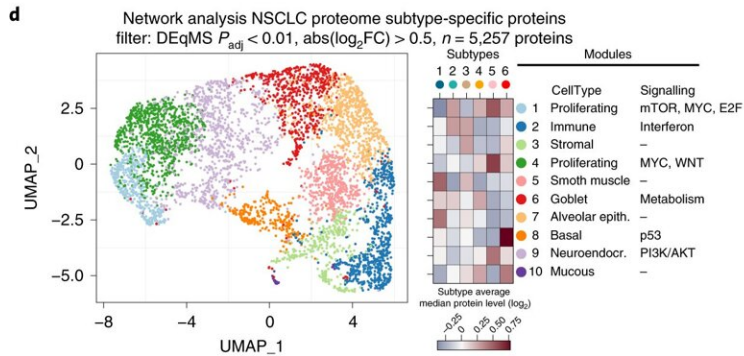 d
Network analysis NSCLC proteome subtype-specific proteins
filter: DEqMS Padj < 0.01, abs(log2FC) > 0.5, n = 5,257 proteins
Subtypes
Modules
1 2 3 4 5 6
CellType Signalling
1 Proliferating mTOR, MYC, E2F
2 Immune Interferon
3 Stromal –
4 Proliferating MYC, WNT
5 Smoth muscle –
6 Goblet Metabolism
7 Alveolar epith. –
8 Basal p53
9 Neuroendocr. PI3K/AKT
10 Mucous –
Subtype average
median protein level (log2)
−0.25 0 0.25 0.50 0.75
UMAP_2
2.5
0
−2.5
−5.0
−8 −4 0 4
UMAP_1